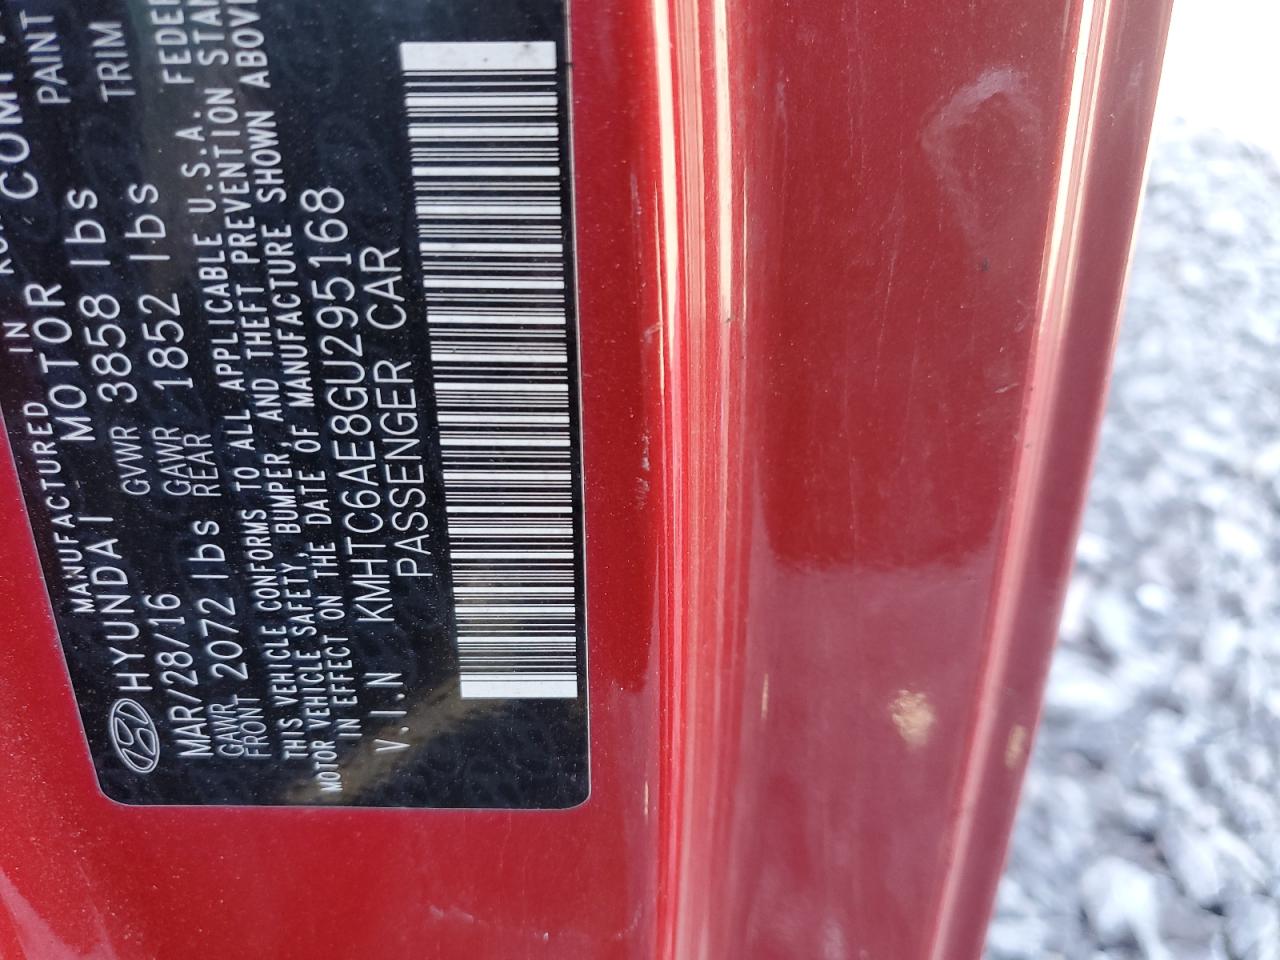 MANUFACTURED IN
HYUNDAI MOTOR COMP
MAR/28/16 GVWR 3858 lbs PAINT
GAWR FRONT 2072 lbs GAWR REAR 1852 lbs TRIM
THIS VEHICLE CONFORMS TO ALL APPLICABLE U.S.A. FEDER
MOTOR VEHICLE SAFETY, BUMPER, AND THEFT PREVENTION STAN
IN EFFECT ON THE DATE OF MANUFACTURE SHOWN ABOV
V.I.N KMHTC6AE8GU295168
PASSENGER CAR